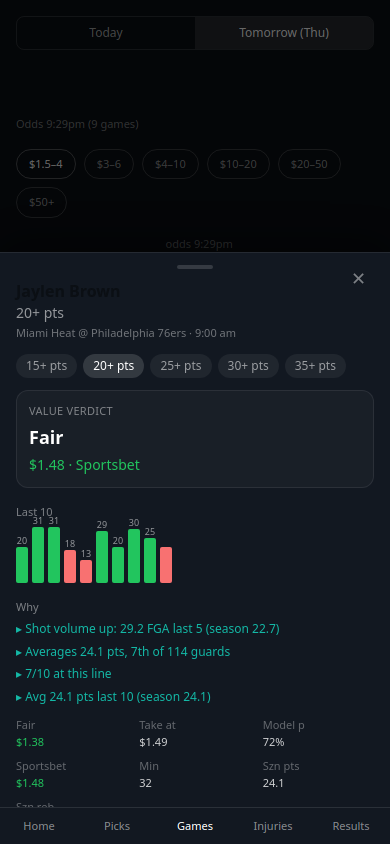 Today Tomorrow (Thu)
Odds 9:29pm (9 games)
$1.5–4 $3–6 $4–10 $10–20 $20–50
$50+
odds 9:29pm
✕
Jaylen Brown
20+ pts
Miami Heat @ Philadelphia 76ers · 9:00 am
15+ pts 20+ pts 25+ pts 30+ pts 35+ pts
VALUE VERDICT
Fair
$1.48 · Sportsbet
Last 10
20 31 31 18 13 29 20 30 25
Why
▸ Shot volume up: 29.2 FGA last 5 (season 22.7)
▸ Averages 24.1 pts, 7th of 114 guards
▸ 7/10 at this line
▸ Avg 24.1 pts last 10 (season 24.1)
Fair Take at Model p
$1.38 $1.49 72%
Sportsbet Min Szn pts
$1.48 32 24.1
Szn reb
Home Picks Games Injuries Results